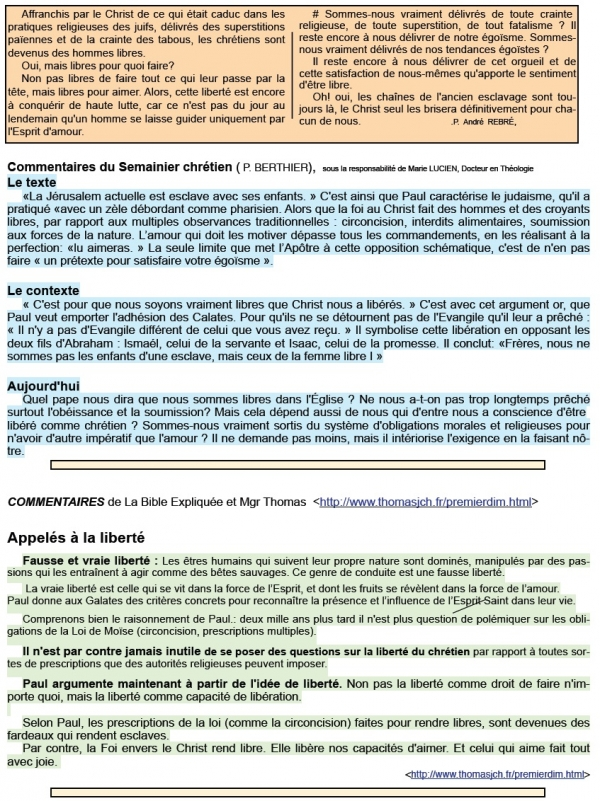 Affranchis par le Christ de ce qui était caduc dans les
pratiques religieuses des juifs, délivrés des superstitions
païennes et de la crainte des tabous, les chrétiens sont
devenus des hommes libres.
Oui, mais libres pour quoi faire?
Non pas libres de faire tout ce qui leur passe par la
tête, mais libres pour aimer. Alors, cette liberté est encore
à conquérir de haute lutte, car ce n'est pas du jour au
lendemain qu'un homme se laisse guider uniquement par
l'Esprit d'amour.
# Sommes-nous vraiment délivrés de toute crainte
religieuse, de toute superstition, de tout fatalisme ? Il
reste encore à nous délivrer de notre égoïsme. Sommes-
nous vraiment délivrés de nos tendances égoïstes ?
Il reste encore à nous délivrer de cet orgueil et de
cette satisfaction de nous-mêmes qu'apporte le sentiment
d'être libre.
Oh! oui, les chaînes de l'ancien esclavage sont tou-
jours là, le Christ seul les brisera définitivement pour cha-
cun de nous. .P. André REBRÉ,
Commentaires du Semainier chrétien ( P. BERTHIER), sous la responsabilité de Marie LUCIEN, Docteur en Théologie
Le texte
«La Jérusalem actuelle est esclave avec ses enfants. » C'est ainsi que Paul caractérise le judaisme, qu'il a
pratiqué «avec un zèle débordant comme pharisien. Alors que la foi au Christ fait des hommes et des croyants
libres, par rapport aux multiples observances traditionnelles : circoncision, interdits alimentaires, soumission
aux forces de la nature. L'amour qui doit les motiver dépasse tous les commandements, en les réalisant à la
perfection: «lu aimeras. » La seule limite que met l'Apôtre à cette opposition schématique, c'est de n'en pas
faire « un prétexte pour satisfaire votre égoïsme ».
Le contexte
« C'est pour que nous soyons vraiment libres que Christ nous a libérés. » C'est avec cet argument or, que
Paul veut emporter l'adhésion des Calates. Pour qu'ils ne se détournent pas de l'Evangile qu'il leur a prêché :
« Il n'y a pas d'Evangile différent de celui que vous avez reçu. » Il symbolise cette libération en opposant les
deux fils d'Abraham : Ismaél, celui de la servante et Isaac, celui de la promesse. Il conclut: «Frères, nous ne
sommes pas les enfants d'une esclave, mais ceux de la femme libre I »
Aujourd'hui
Quel pape nous dira que nous sommes libres dans l'Église ? Ne nous a-t-on pas trop longtemps prêché
surtout l'obéissance et la soumission? Mais cela dépend aussi de nous qui d'entre nous a conscience d'être
libéré comme chrétien ? Sommes-nous vraiment sortis du système d'obligations morales et religieuses pour
n'avoir d'autre impératif que l'amour ? Il ne demande pas moins, mais il intériorise l'exigence en la faisant nô-
tre.
COMMENTAIRES de La Bible Expliquée et Mgr Thomas <http://www.thomasjch.fr/premierdim.html>
Appelés à la liberté
Fausse et vraie liberté : Les êtres humains qui suivent leur propre nature sont dominés, manipulés par des pas-
sions qui les entraînent à agir comme des bêtes sauvages. Ce genre de conduite est une fausse liberté.
La vraie liberté est celle qui se vit dans la force de l'Esprit, et dont les fruits se révèlent dans la force de l'amour.
Paul donne aux Galates des critères concrets pour reconnaître la présence et l'influence de l'Esprit-Saint dans leur vie.
Comprenons bien le raisonnement de Paul.: deux mille ans plus tard il n'est plus question de polémiquer sur les obli-
gations de la Loi de Moïse (circoncision, prescriptions multiples).
Il n'est par contre jamais inutile de se poser des questions sur la liberté du chrétien par rapport à toutes sor-
tes de prescriptions que des autorités religieuses peuvent imposer.
Paul argumente maintenant à partir de l'idée de liberté. Non pas la liberté comme droit de faire n'im-
porte quoi, mais la liberté comme capacité de libération.
Selon Paul, les prescriptions de la loi (comme la circoncision) faites pour rendre libres, sont devenues des
fardeaux qui rendent esclaves.
Par contre, la Foi envers le Christ rend libre. Elle libère nos capacités d'aimer. Et celui qui aime fait tout
avec joie.
<http://www.thomasjch.fr/premierdim.html>